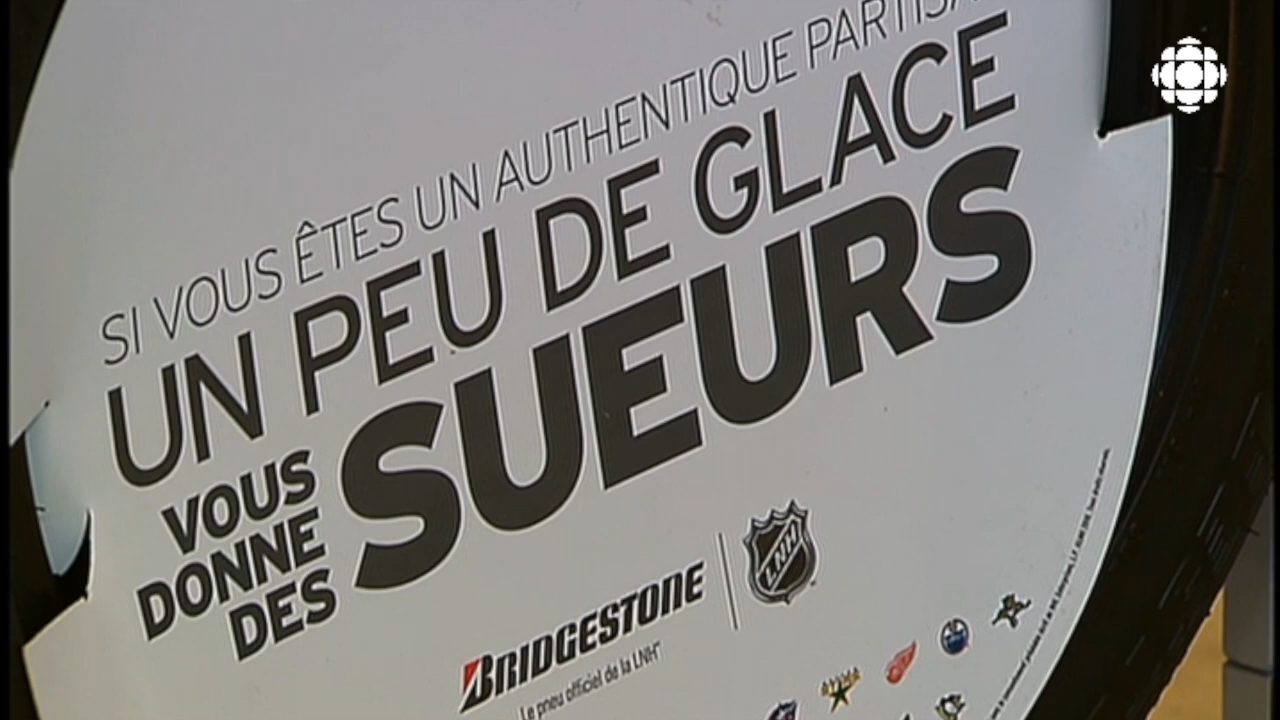 SI VOUS ÊTES UN AUTHENTIQUE
UN PEU DE GLACE
VOUS
DONNE
DES
SUEURS
BRIDGESTONE
LNH
Le pneu officiel de la LNH